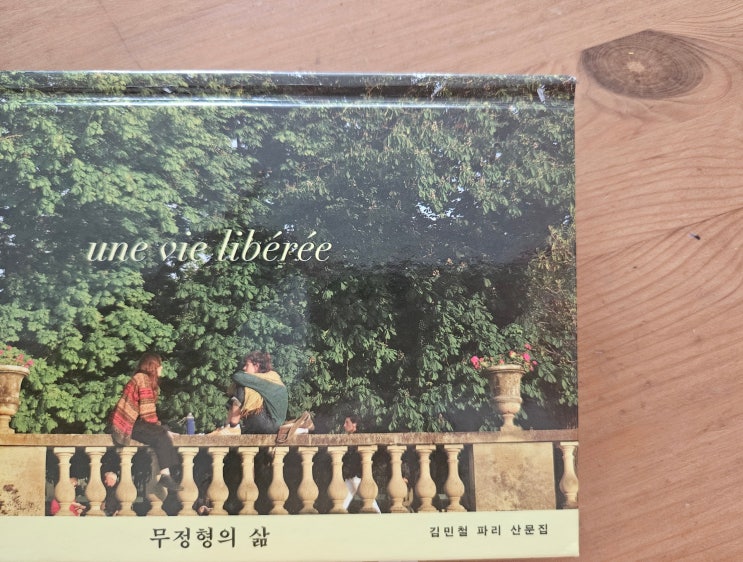 une vie libérée
무정형의 삶
김민철 파리 산문집